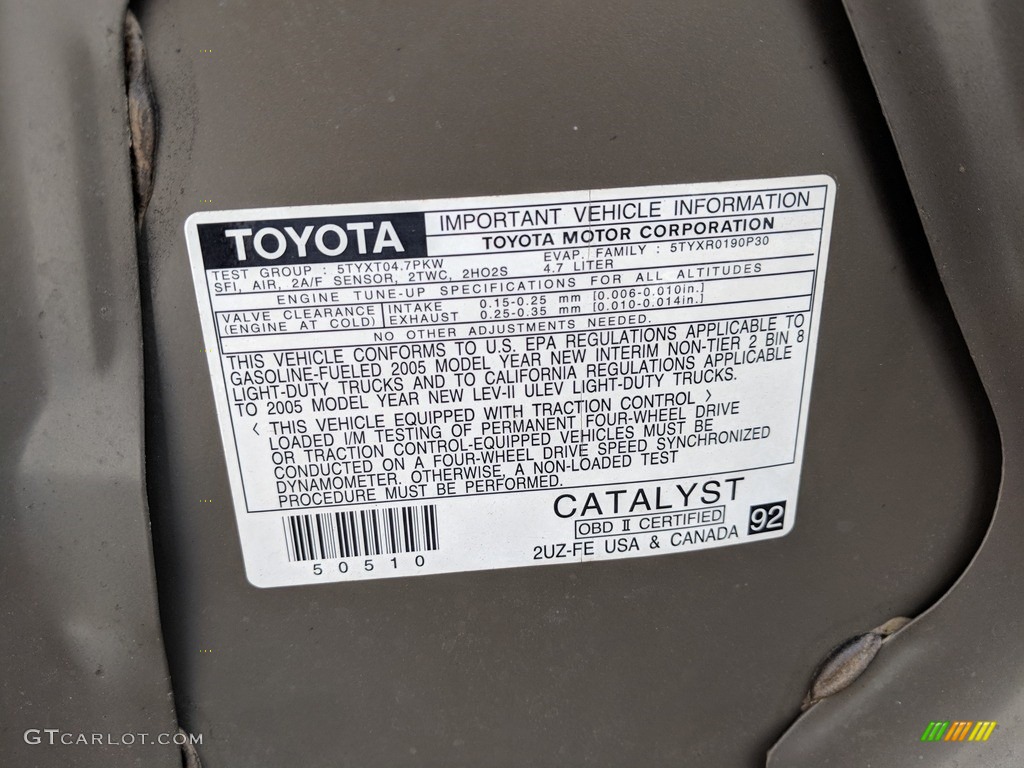 TOYOTA IMPORTANT VEHICLE INFORMATION
TOYOTA MOTOR CORPORATION
TEST GROUP : 5TYXT04.7PKW EVAP. FAMILY : 5TYXR0190P30
SFI, AIR, 2A/F SENSOR, 2TWC, 2HO2S 4.7 LITER
ENGINE TUNE-UP SPECIFICATIONS FOR ALL ALTITUDES
VALVE CLEARANCE INTAKE 0.15-0.25 mm [0.006-0.010in.]
(ENGINE AT COLD) EXHAUST 0.25-0.35 mm [0.010-0.014in.]
NO OTHER ADJUSTMENTS NEEDED.
THIS VEHICLE CONFORMS TO U.S. EPA REGULATIONS APPLICABLE TO
GASOLINE-FUELED 2005 MODEL YEAR NEW INTERIM NON-TIER 2 BIN 8
LIGHT-DUTY TRUCKS AND TO CALIFORNIA REGULATIONS APPLICABLE
TO 2005 MODEL YEAR NEW LEV-II ULEV LIGHT-DUTY TRUCKS.
< THIS VEHICLE EQUIPPED WITH TRACTION CONTROL >
LOADED I/M TESTING OF PERMANENT FOUR-WHEEL DRIVE
OR TRACTION CONTROL-EQUIPPED VEHICLES MUST BE
CONDUCTED ON A FOUR-WHEEL DRIVE SPEED SYNCHRONIZED
DYNAMOMETER. OTHERWISE, A NON-LOADED TEST
PROCEDURE MUST BE PERFORMED.
CATALYST
OBD II CERTIFIED 92
50510 2UZ-FE USA & CANADA
GTCARLOT.COM